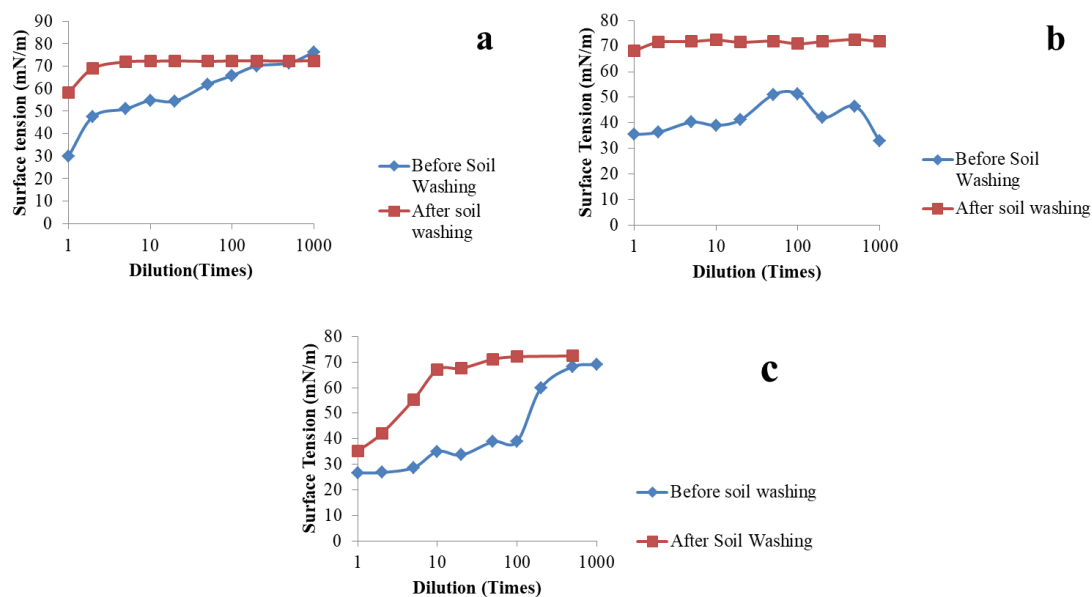 a
Surface tension (mN/m)
90
80
70
60
50
40
30
20
10
0
1
10
100
1000
Dilution(Times)
Before Soil
Washing
After soil
washing
b
Surface Tension (mN/m)
80
70
60
50
40
30
20
10
0
1
10
100
1000
Dilution (Times)
Before Soil
Washing
After soil washing
c
Surface Tension (mN/m)
80
70
60
50
40
30
20
10
0
1
10
100
1000
Dilution (Times)
Before soil washing
After Soil Washing